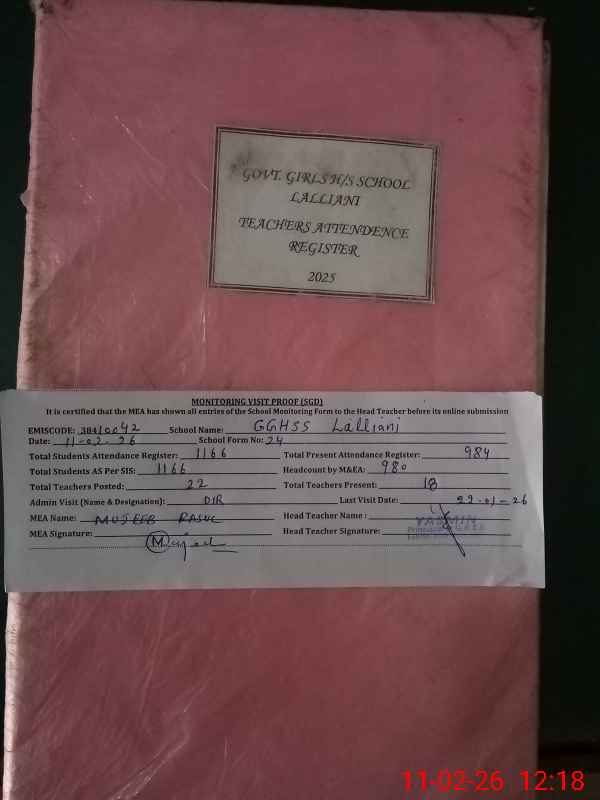 GOVT. GIRLS H/S SCHOOL
LALLIANI
TEACHERS ATTENDENCE
REGISTER
2025
MONITORING VISIT PROOF (SGD)
It is certified that the MEA has shown all entries of the School Monitoring Form to the Head Teacher before its online submission
EMISCODE: 38410042 School Name: GGHSS Lalliani
Date: 11-02-26 School Form No: 24
Total Students Attendance Register: 1166 Total Present Attendance Register: 984
Total Students AS Per SIS: 1166 Headcount by M&EA: 980
Total Teachers Posted: 22 Total Teachers Present: 18
Admin Visit (Name & Designation): DIR Last Visit Date: 22-01-26
MEA Name: MUJEEB RASUL Head Teacher Name: YASMIN
MEA Signature: Mujeeb Head Teacher Signature:
11-02-26 12:18